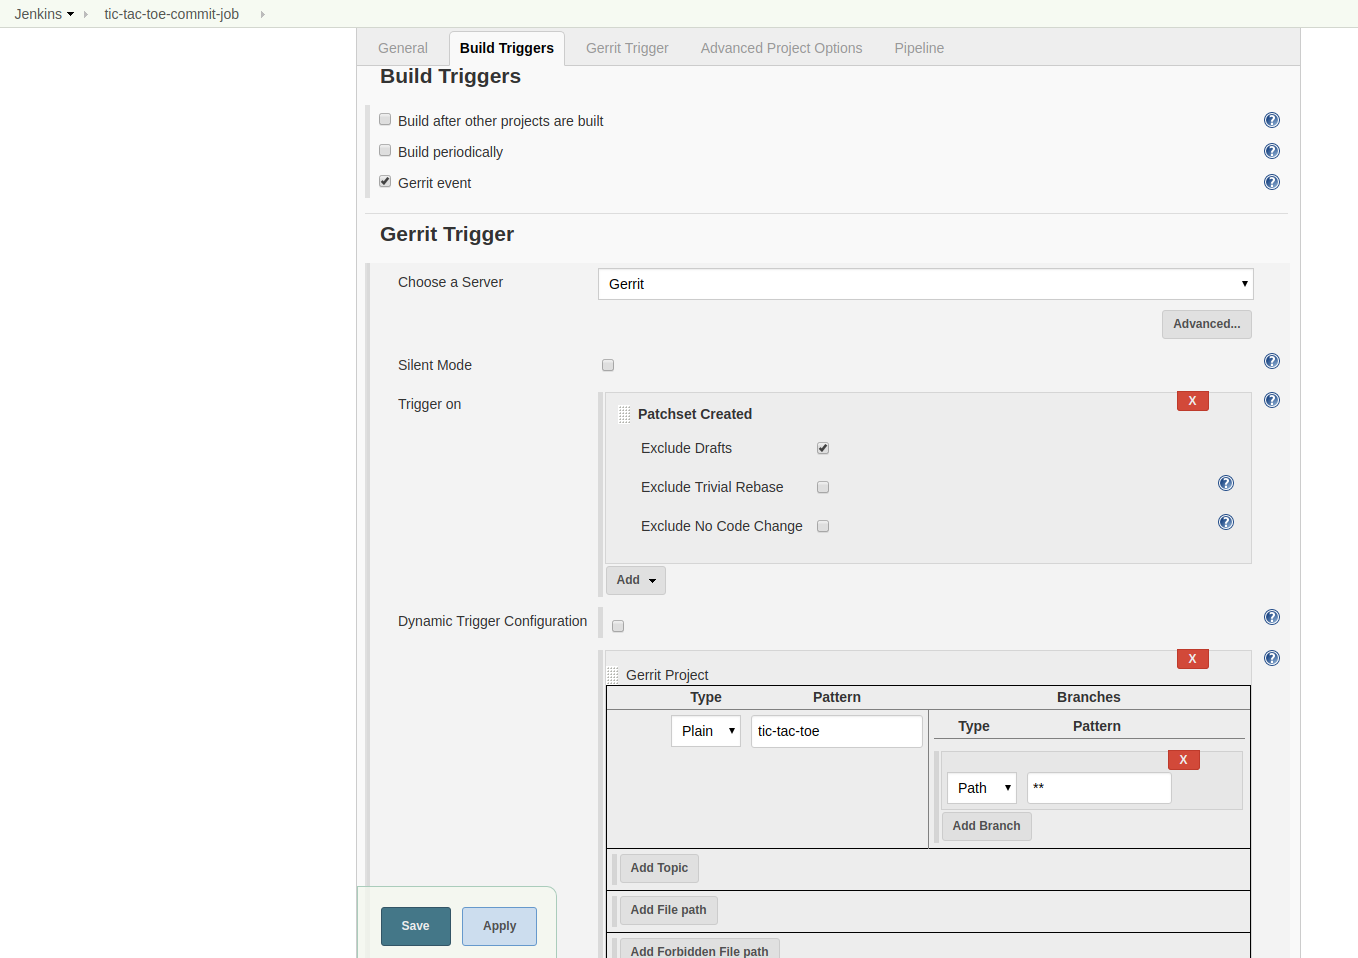 Jenkins tic-tac-toe-commit-job
General Build Triggers Gerrit Trigger Advanced Project Options Pipeline
Build Triggers
Build after other projects are built
Build periodically
Gerrit event
Gerrit Trigger
Choose a Server Gerrit
Advanced...
Silent Mode
Trigger on X
Patchset Created
Exclude Drafts
Exclude Trivial Rebase
Exclude No Code Change
Add
Dynamic Trigger Configuration
X
Gerrit Project
Type Pattern Branches
Type Pattern
Plain tic-tac-toe
X
Path **
Add Branch
Add Topic
Add File path
Save Apply
Add Forbidden File path